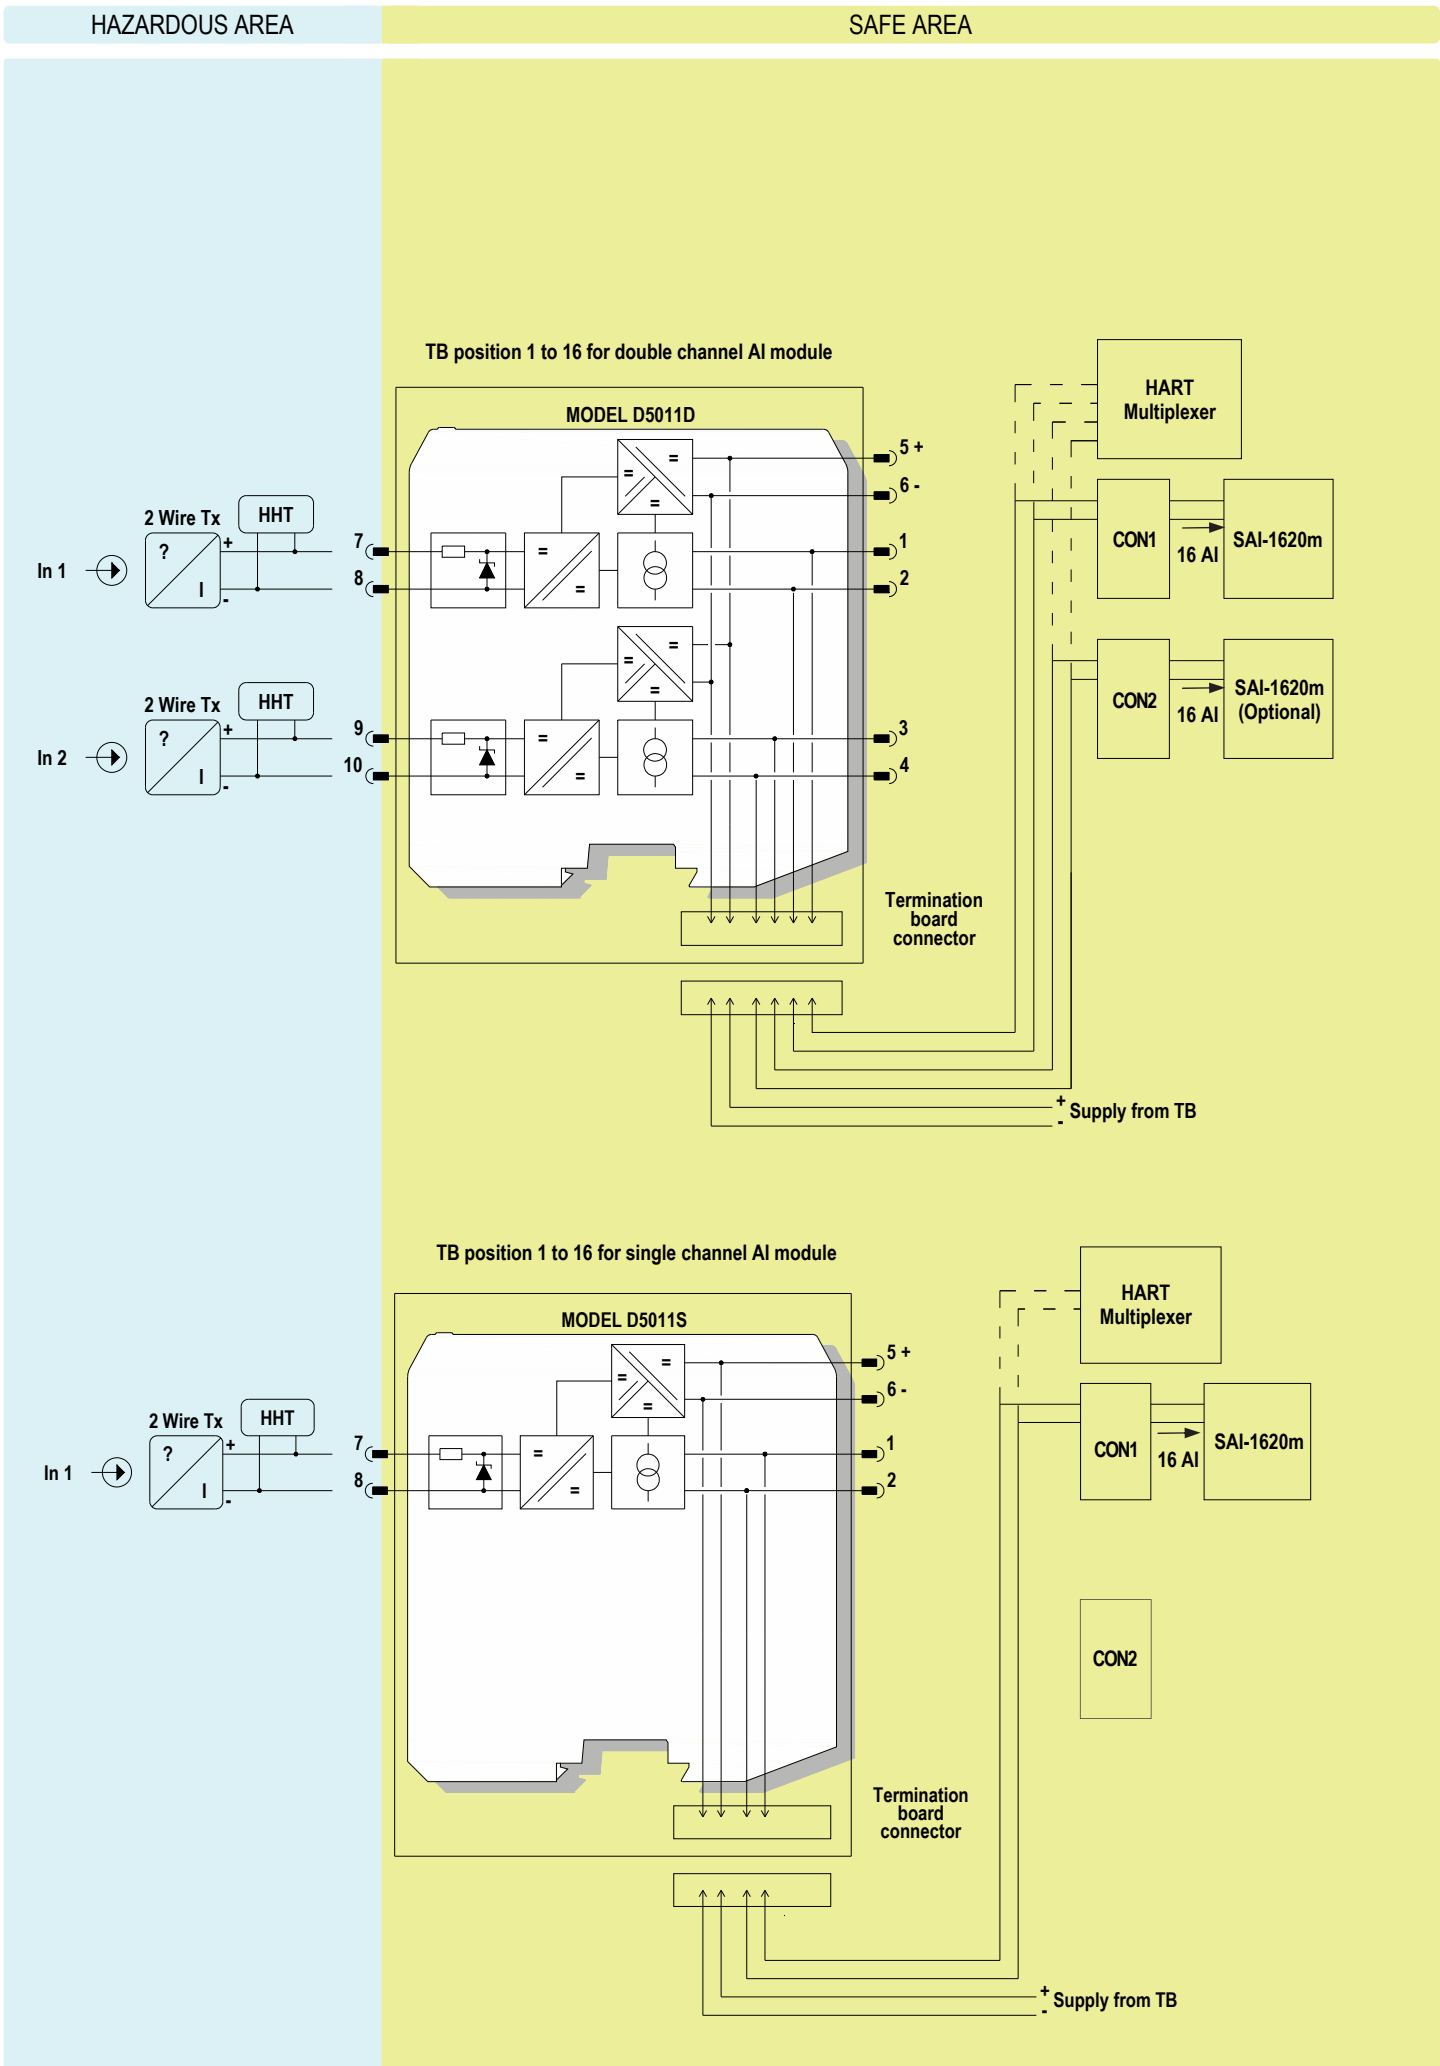 HAZARDOUS AREA
SAFE AREA
TB position 1 to 16 for double channel AI module
MODEL D5011D
HART
Multiplexer
5 +
6 -
2 Wire Tx
HHT
In 1
?
I
+
-
7
8
=
=
=
=
=
1
2
CON1
16 AI
SAI-1620m
2 Wire Tx
HHT
In 2
?
I
+
-
9
10
=
=
=
=
=
3
4
CON2
16 AI
SAI-1620m
(Optional)
Termination
board
connector
+
-
Supply from TB
TB position 1 to 16 for single channel AI module
MODEL D5011S
HART
Multiplexer
5 +
6 -
2 Wire Tx
HHT
In 1
?
I
+
-
7
8
=
=
=
=
=
1
2
CON1
16 AI
SAI-1620m
CON2
Termination
board
connector
+
-
Supply from TB